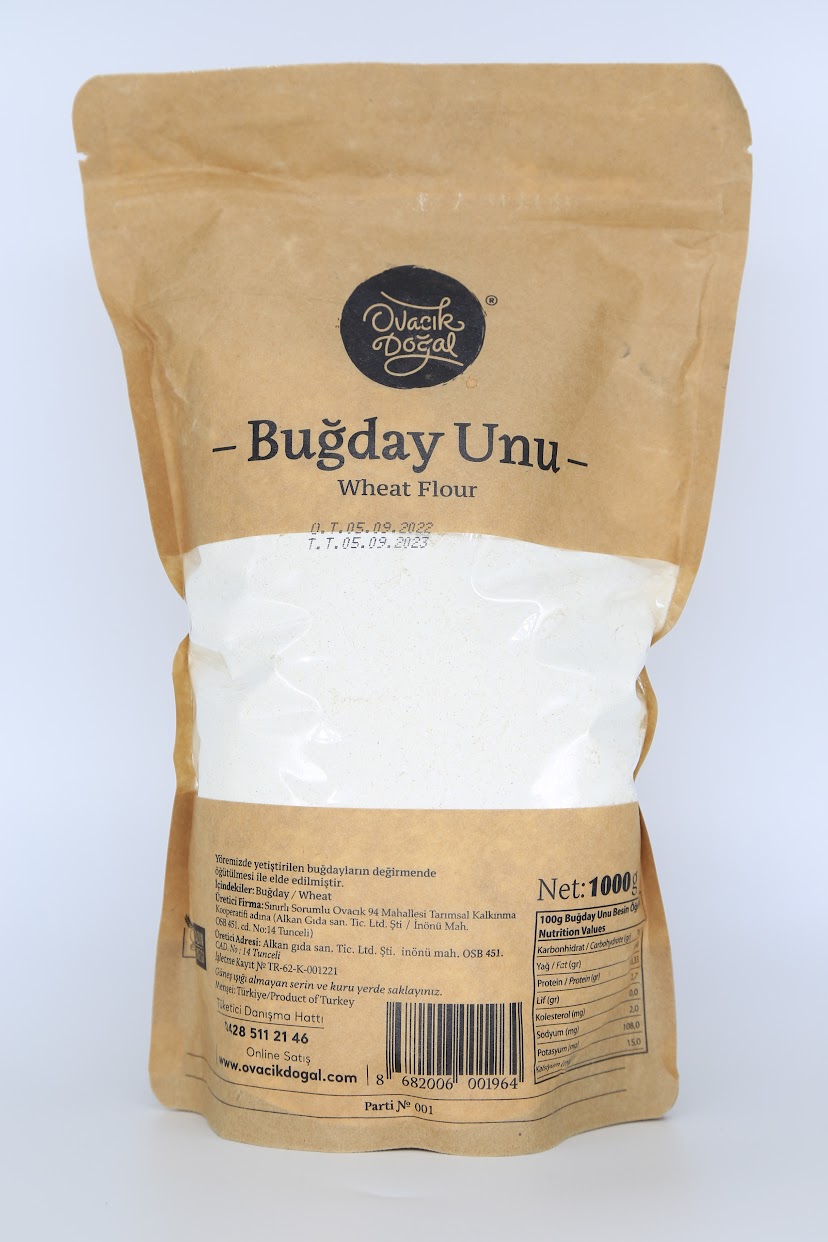 Ovacık
Doğal ®
– Buğday Unu –
Wheat Flour
Ü.T.05.09.2022
T.T.05.09.2023
Yöremizde yetiştirilen buğdayların değirmende
öğütülmesi ile elde edilmiştir.
İçindekiler: Buğday / Wheat
Üretici Firma: Sınırlı Sorumlu Ovacık 94 Mahallesi Tarımsal Kalkınma
Kooperatifi adına (Alkan Gıda san. Tic. Ltd. Şti / İnönü Mah.
OSB 451. cd. No:14 Tunceli)
Üretici Adresi: Alkan gıda san. Tic. Ltd. Şti. inönü mah. OSB 451.
CAD. No : 14 Tunceli
İşletme Kayıt № TR-62-K-001221
Güneş ışığı almayan serin ve kuru yerde saklayınız.
Menşei: Türkiye/Product of Turkey
Tüketici Danışma Hattı
0428 511 21 46
Online Satış
www.ovacikdogal.com
8 682006 001964
Parti № 001
Net: 1000g
100g Buğday Unu Besin
Nutrition Values
Karbonhidrat / Carbohydrate (g)
Yağ / Fat (gr)
Protein / Protein (gr)
Lif (gr) 0,0
Kolesterol (mg) 2,0
Sodyum (mg) 108,0
Potasyum (mg) 15,0